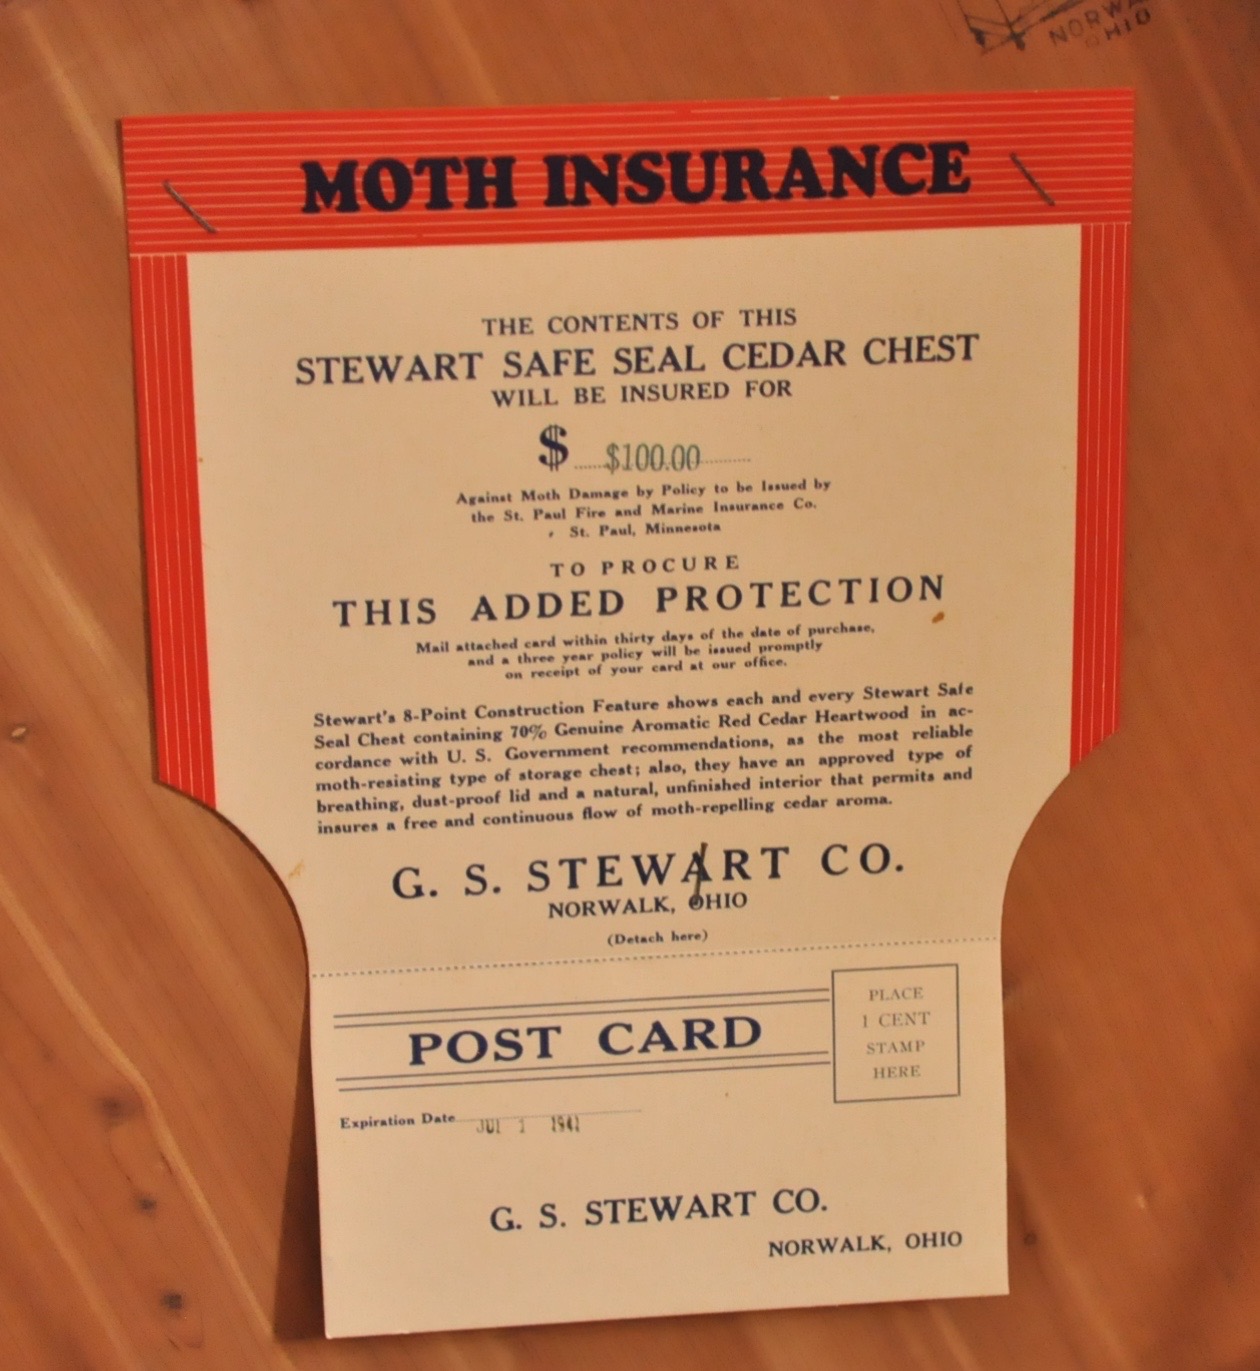 NORWA
OHIO
MOTH INSURANCE
THE CONTENTS OF THIS
STEWART SAFE SEAL CEDAR CHEST
WILL BE INSURED FOR
$ $100.00
Against Moth Damage by Policy to be Issued by
the St. Paul Fire and Marine Insurance Co.
St. Paul, Minnesota
TO PROCURE
THIS ADDED PROTECTION
Mail attached card within thirty days of the date of purchase,
and a three year policy will be issued promptly
on receipt of your card at our office.
Stewart's 8-Point Construction Feature shows each and every Stewart Safe
Seal Chest containing 70% Genuine Aromatic Red Cedar Heartwood in ac-
cordance with U. S. Government recommendations, as the most reliable
moth-resisting type of storage chest; also, they have an approved type of
breathing, dust-proof lid and a natural, unfinished interior that permits and
insures a free and continuous flow of moth-repelling cedar aroma.
G. S. STEWART CO.
NORWALK, OHIO
(Detach here)
POST CARD
PLACE
1 CENT
STAMP
HERE
Expiration Date JUL 1 1941
G. S. STEWART CO.
NORWALK, OHIO